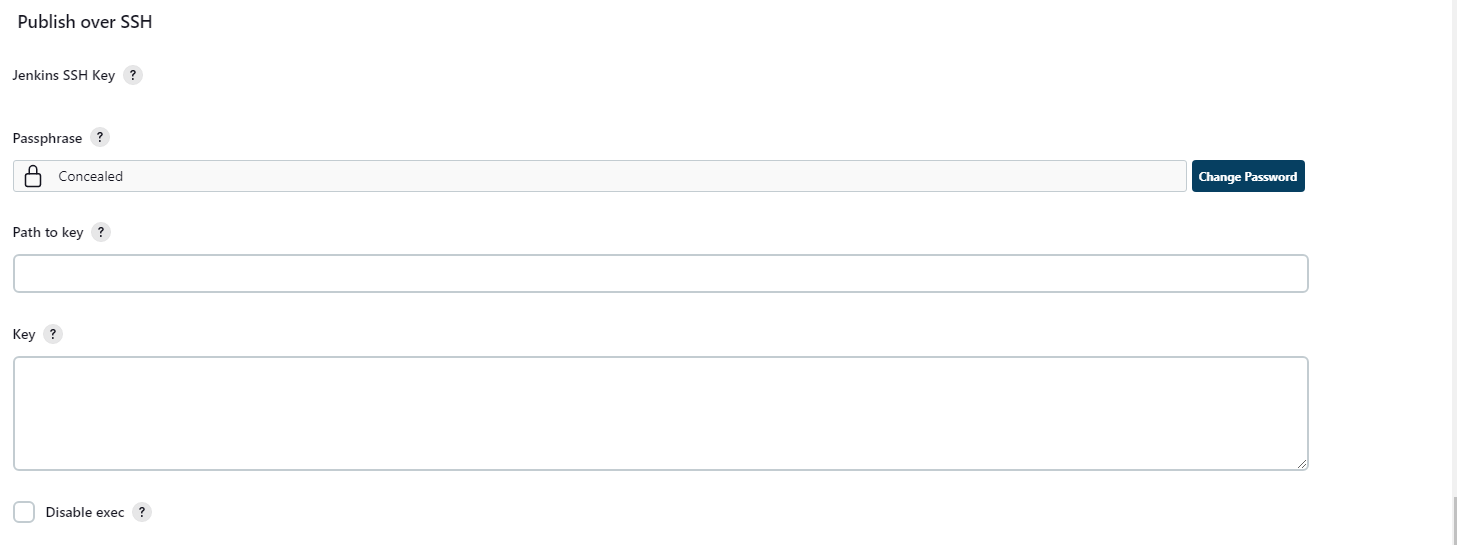 Publish over SSH
Jenkins SSH Key ?
Passphrase ?
Concealed Change Password
Path to key ?
Key ?
Disable exec ?